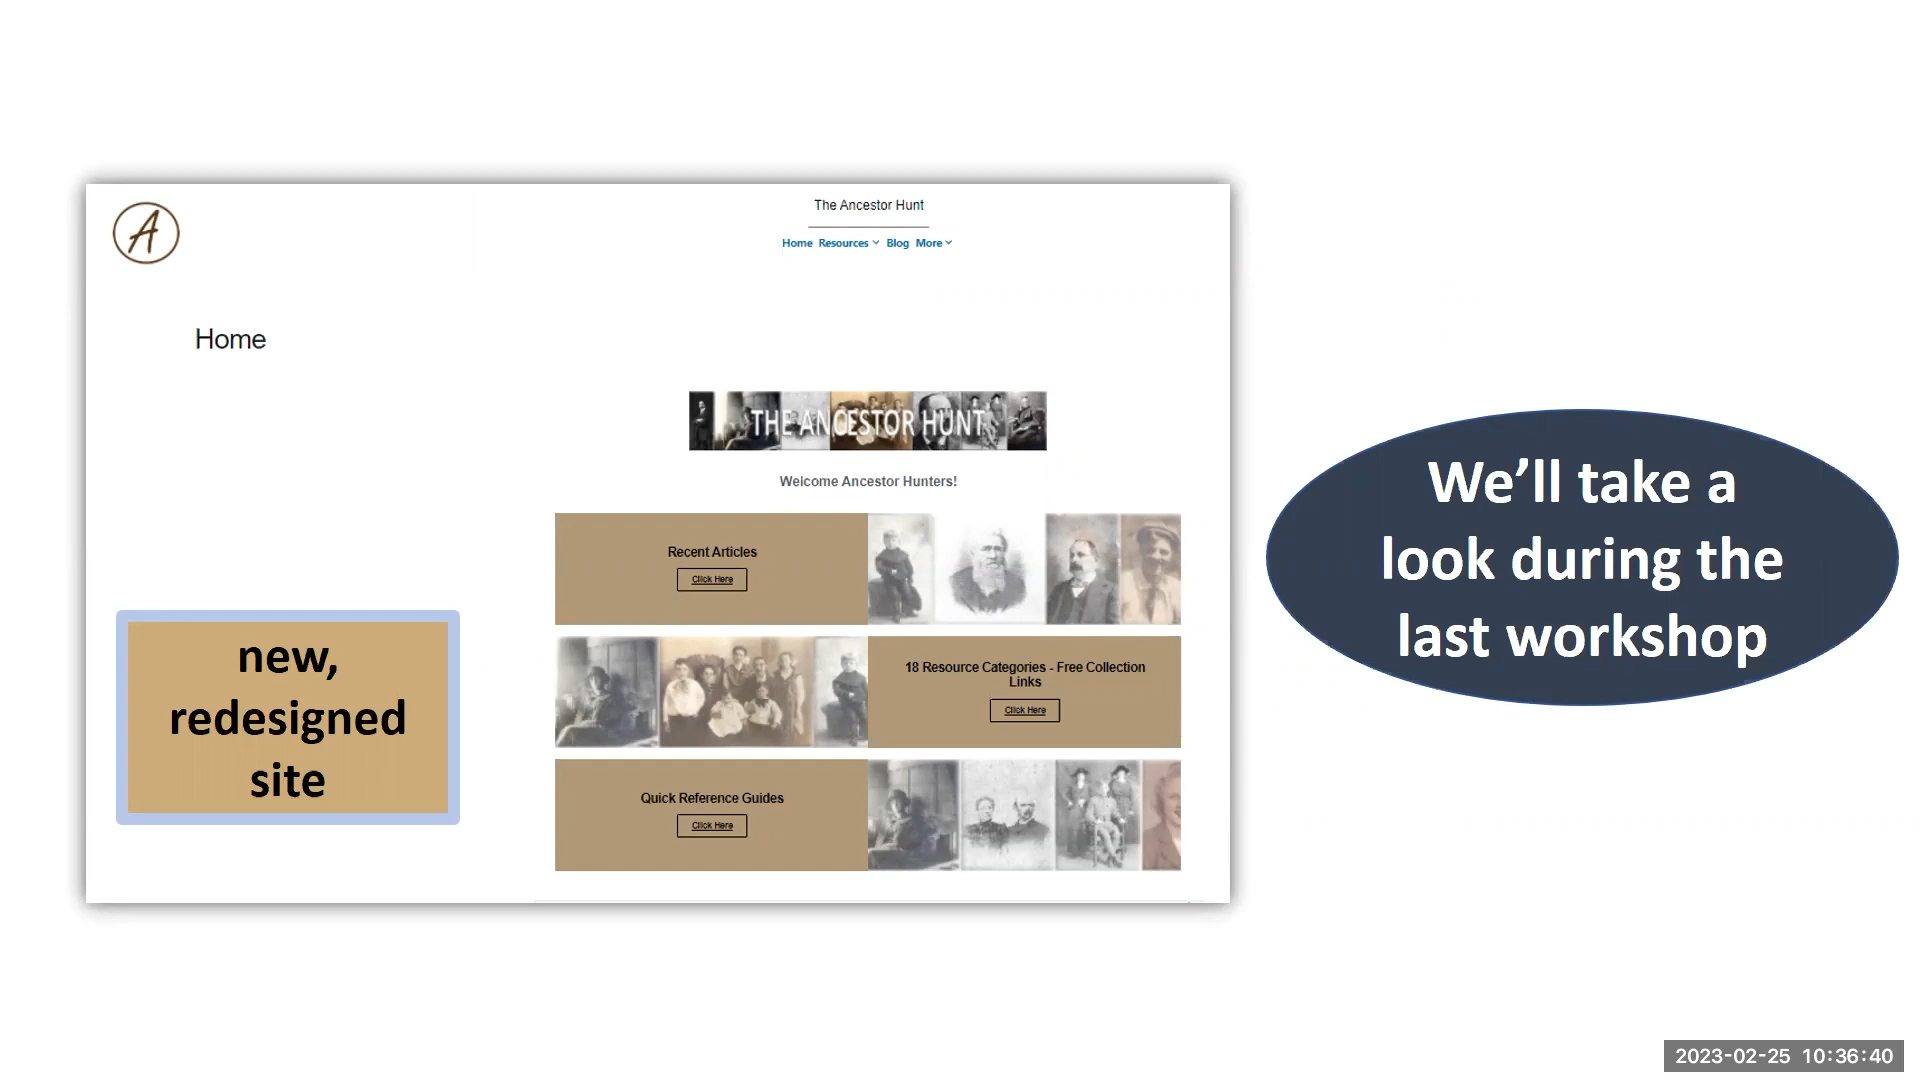 A
The Ancestor Hunt
Home Resources Blog More
Home
THE ANCESTOR HUNT
Welcome Ancestor Hunters!
Recent Articles
Click Here
18 Resource Categories - Free Collection
Links
Click Here
Quick Reference Guides
Click Here
new,
redesigned
site
We’ll take a
look during the
last workshop
2023-02-25 10:36:40